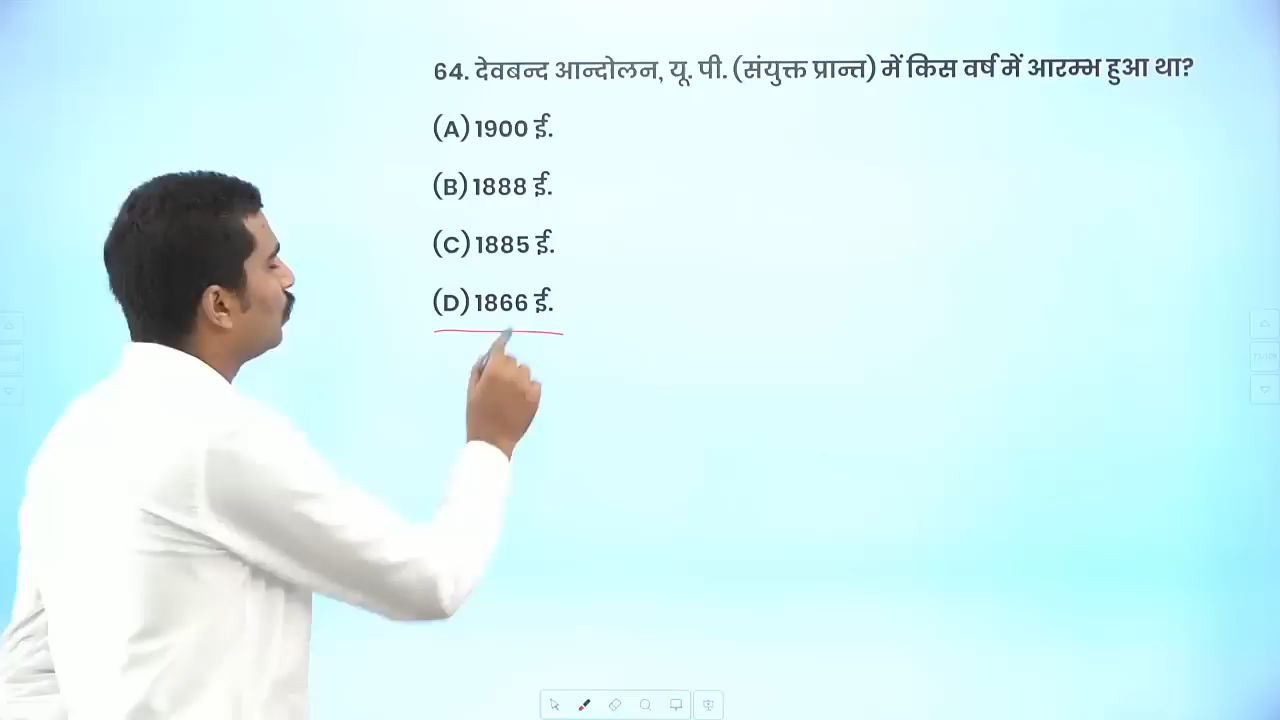 64. देवबन्द आन्दोलन, यू. पी. (संयुक्त प्रान्त) में किस वर्ष में आरम्भ हुआ था?
(A) 1900 ई.
(B) 1888 ई.
(C) 1885 ई.
(D) 1866 ई.